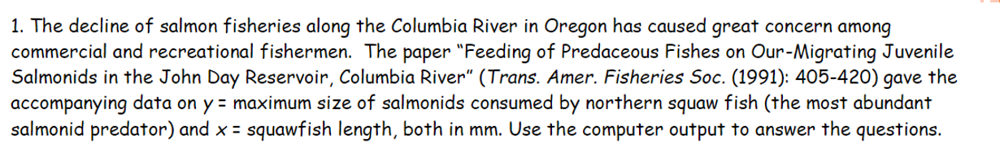 1. The decline of salmon fisheries along the Columbia River in Oregon has caused great concern among
commercial and recreational fishermen. The paper "Feeding of Predaceous Fishes on Our-Migrating Juvenile
Salmonids in the John Day Reservoir, Columbia River" (Trans. Amer. Fisheries Soc. (1991): 405-420) gave the
accompanying data on y = maximum size of salmonids consumed by northern squaw fish (the most abundant
salmonid predator) and x = squawfish length, both in mm. Use the computer output to answer the questions.